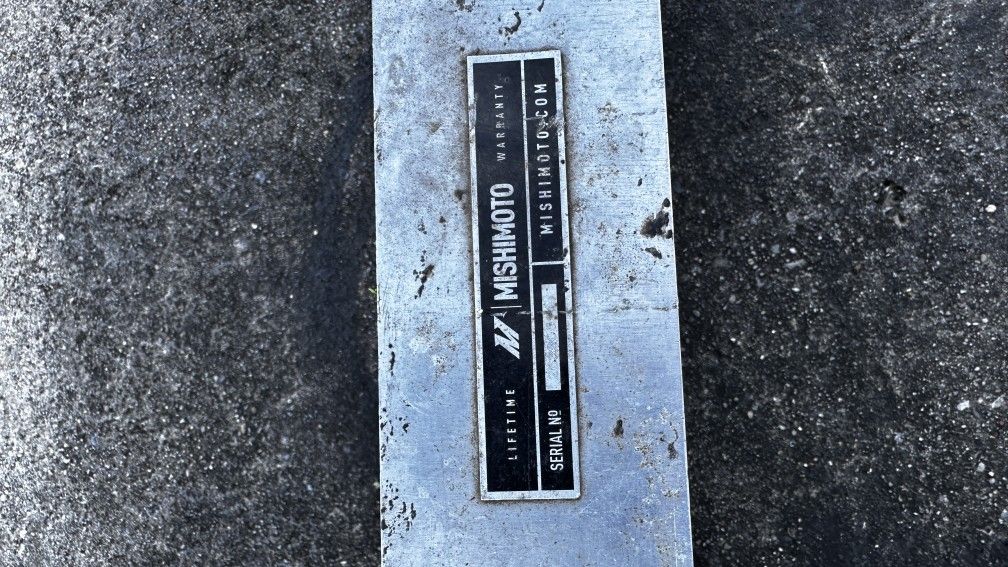 LIFETIME MISHIMOTO WARRANTY
SERIAL Nº MISHIMOTO.COM